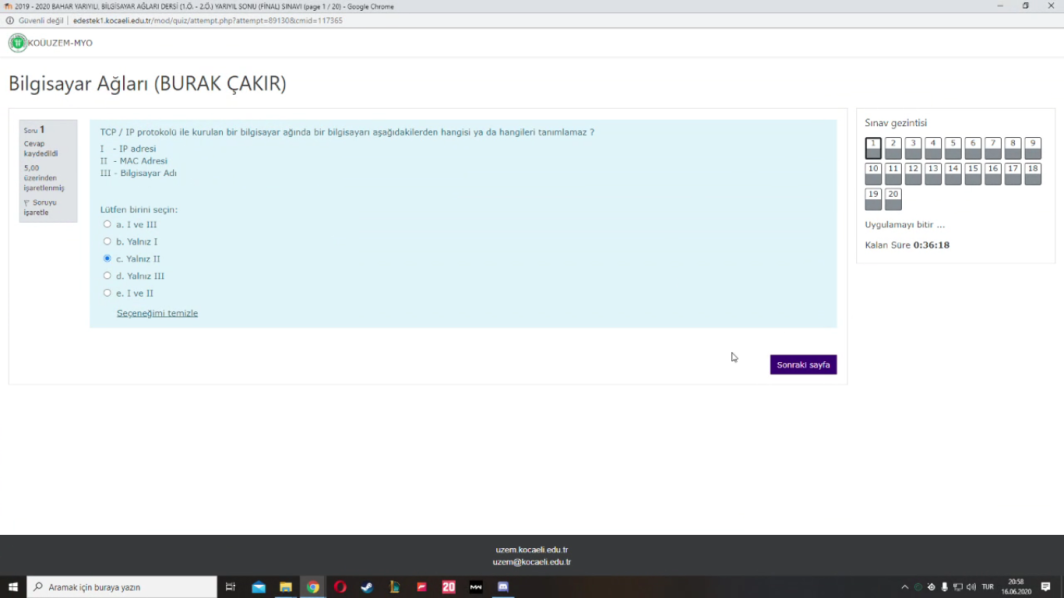 2019 - 2020 BAHAR YARIYILI, BİLGİSAYAR AĞLARI DERSİ (1.Ö. - 2.Ö.) YARIYIL SONU (FİNAL) SINAVI (page 1 / 20) - Google Chrome
Güvenli değil | edestek1.kocaeli.edu.tr/mod/quiz/attempt.php?attempt=89130&cmid=117365
KOÜUZEM-MYO
Bilgisayar Ağları (BURAK ÇAKIR)
Soru 1
Cevap
kaydedildi
5,00
üzerinden
işaretlenmiş
Soruyu
işaretle
TCP / IP protokolü ile kurulan bir bilgisayar ağında bir bilgisayarı aşağıdakilerden hangisi ya da hangileri tanımlamaz ?
I - IP adresi
II - MAC Adresi
III - Bilgisayar Adı
Lütfen birini seçin:
a. I ve III
b. Yalnız I
c. Yalnız II
d. Yalnız III
e. I ve II
Seçeneğimi temizle
Sonraki sayfa
Sınav gezintisi
1 2 3 4 5 6 7 8 9
10 11 12 13 14 15 16 17 18
19 20
Uygulamayı bitir ...
Kalan Süre 0:36:18
uzem.kocaeli.edu.tr
uzem@kocaeli.edu.tr
Aramak için buraya yazın
20
MW
TUR
20:58
16.06.2020